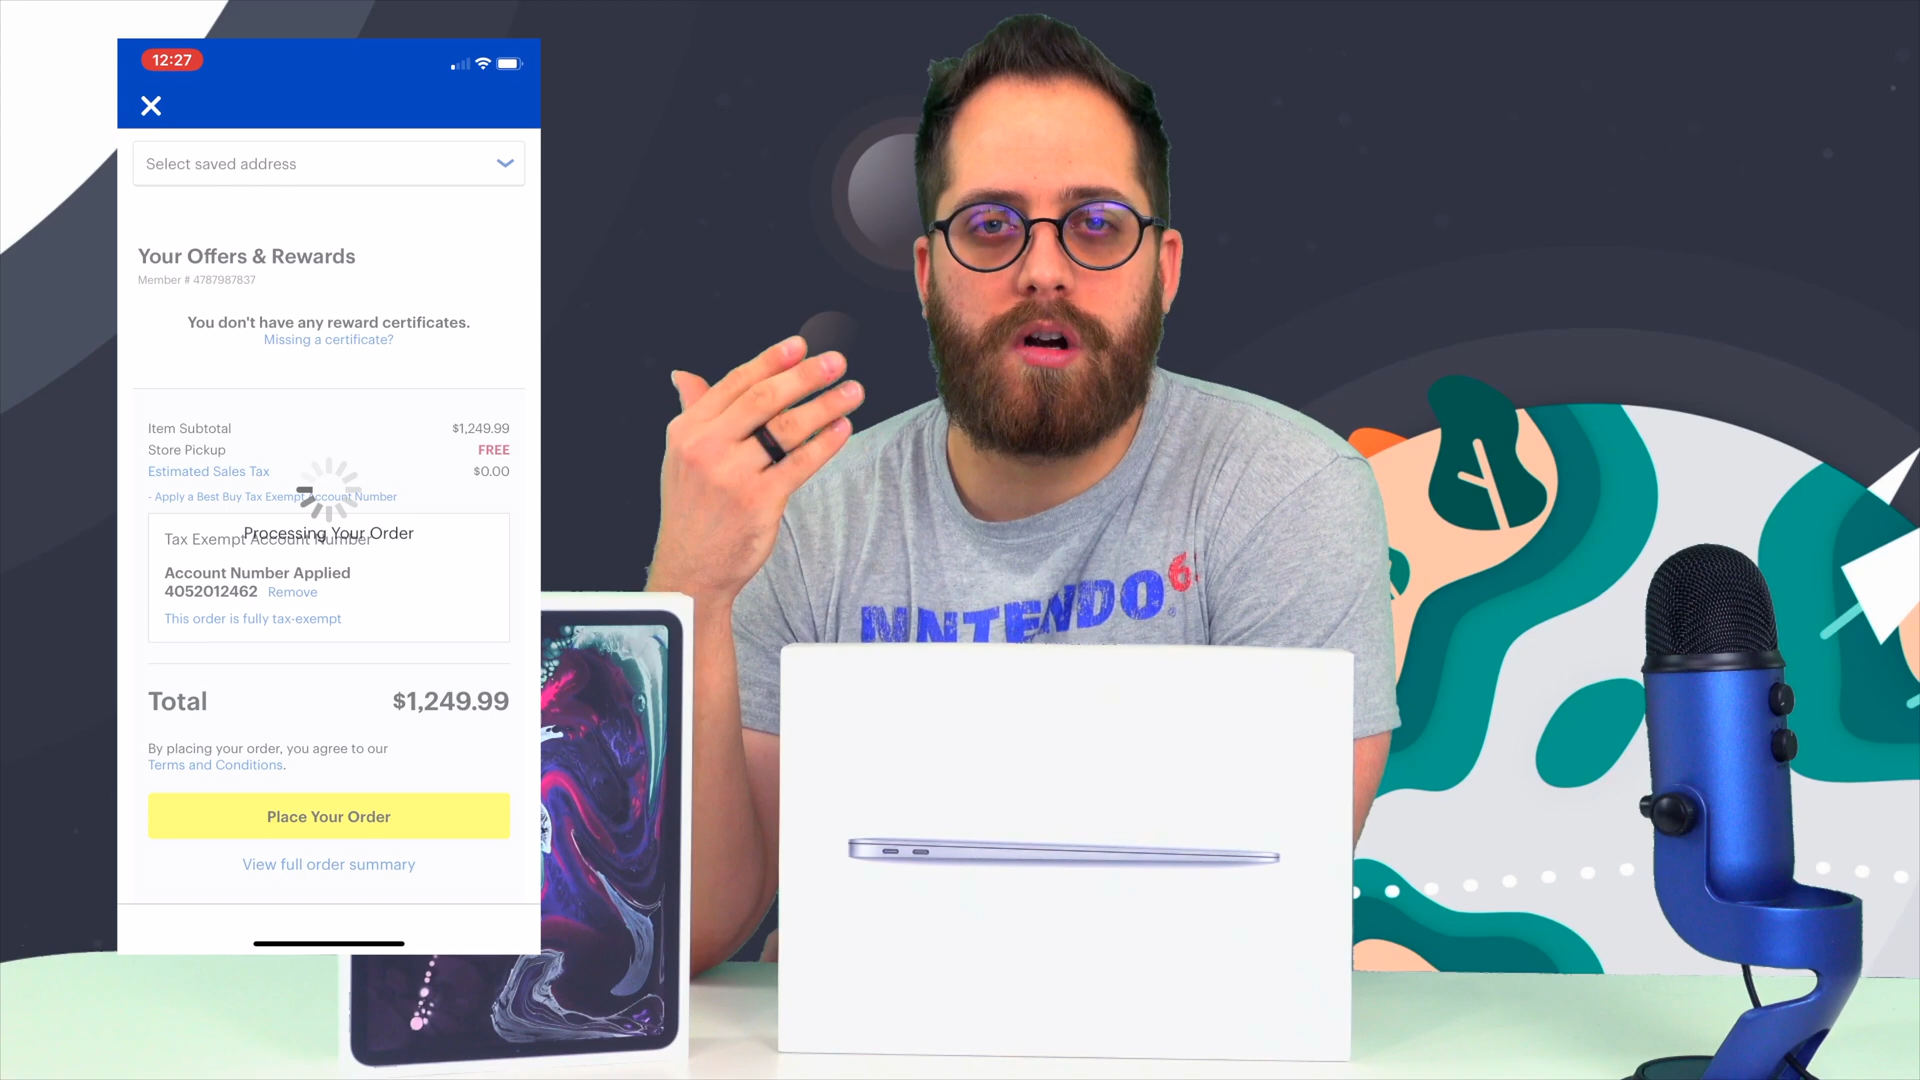 12:27
Select saved address
Your Offers & Rewards
Member # 4787987837
You don't have any reward certificates.
Missing a certificate?
Item Subtotal $1,249.99
Store Pickup FREE
Estimated Sales Tax $0.00
- Apply a Best Buy Tax Exempt Account Number
Processing Your Order
Tax Exempt Account Number
Account Number Applied
4052012462 Remove
This order is fully tax-exempt
Total $1,249.99
By placing your order, you agree to our
Terms and Conditions.
Place Your Order
View full order summary
NINTENDO 6